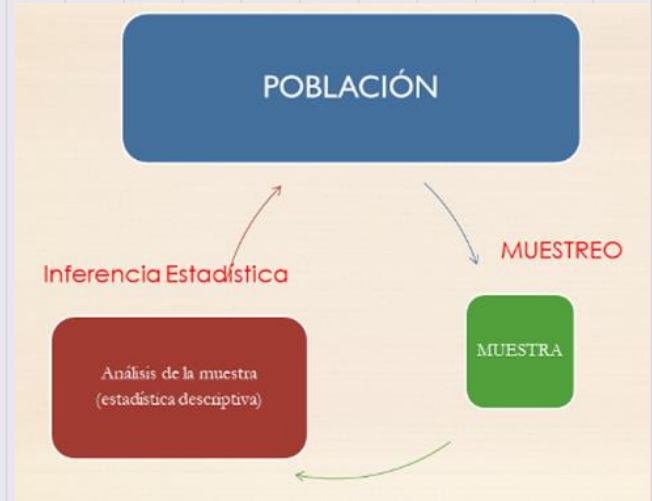 POBLACIÓN
MUESTREO
Inferencia Estadística
MUESTRA
Análisis de la muestra
(estadística descriptiva)